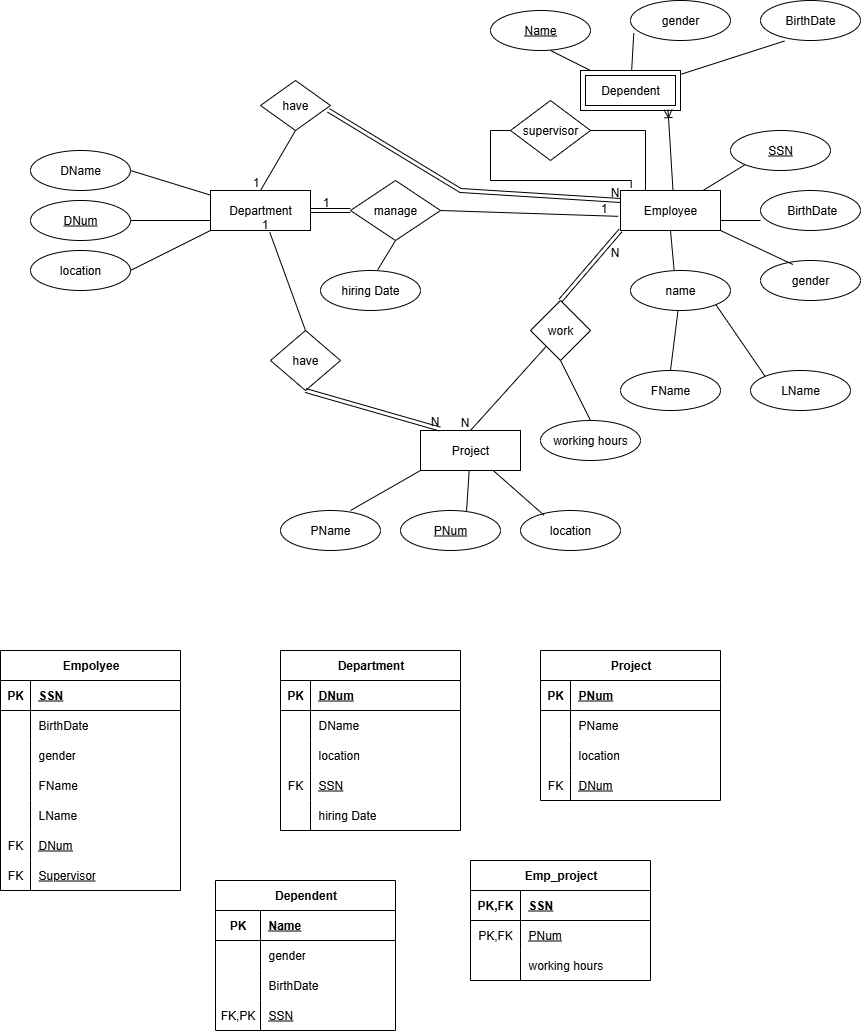 Name
gender
BirthDate
Dependent
have
supervisor
SSN
DName
1
N
Department
1
manage
1
Employee
BirthDate
DNum
1
location
hiring Date
N
gender
name
have
work
FName
LName
N
N
Project
working hours
PName
PNum
location
Empolyee
PK SSN
BirthDate
gender
FName
LName
FK DNum
FK Supervisor
Department
PK DNum
DName
location
FK SSN
hiring Date
Project
PK PNum
PName
location
FK DNum
Dependent
PK Name
gender
BirthDate
FK,PK SSN
Emp_project
PK,FK SSN
PK,FK PNum
working hours